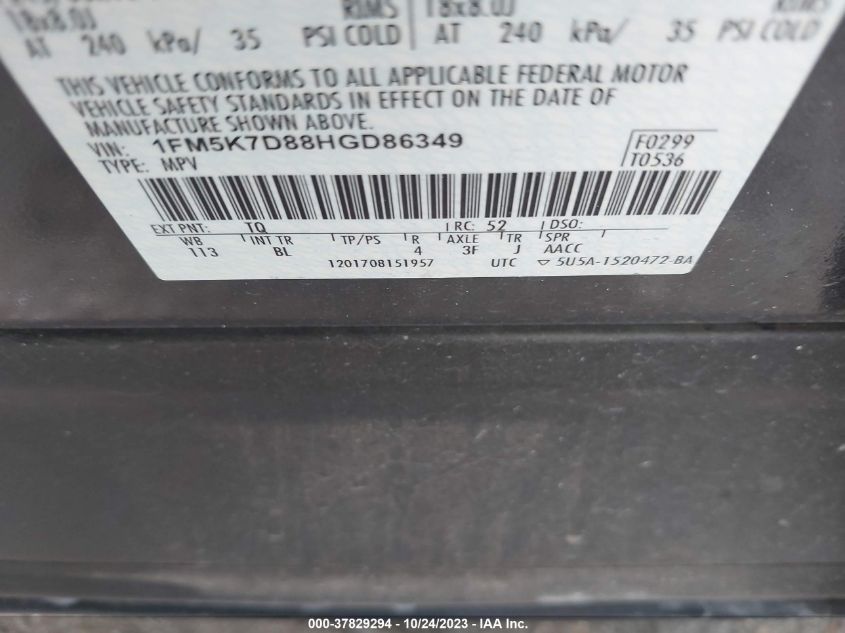 18x8.0J RIMS 18x8.0J RIMS
AT 240 kPa/ 35 PSI COLD AT 240 kPa/ 35 PSI COLD
THIS VEHICLE CONFORMS TO ALL APPLICABLE FEDERAL MOTOR
VEHICLE SAFETY STANDARDS IN EFFECT ON THE DATE OF
MANUFACTURE SHOWN ABOVE.
VIN: 1FM5K7D88HGD86349 F0299
TYPE: MPV T0536
EXT PNT: TQ RC: 52 DSO:
WB INT TR TP/PS R AXLE TR SPR
113 BL 4 3F J AACC
1201708151957 UTC ▽ 5U5A-1520472-BA
000-37829294 - 10/24/2023 - IAA Inc.